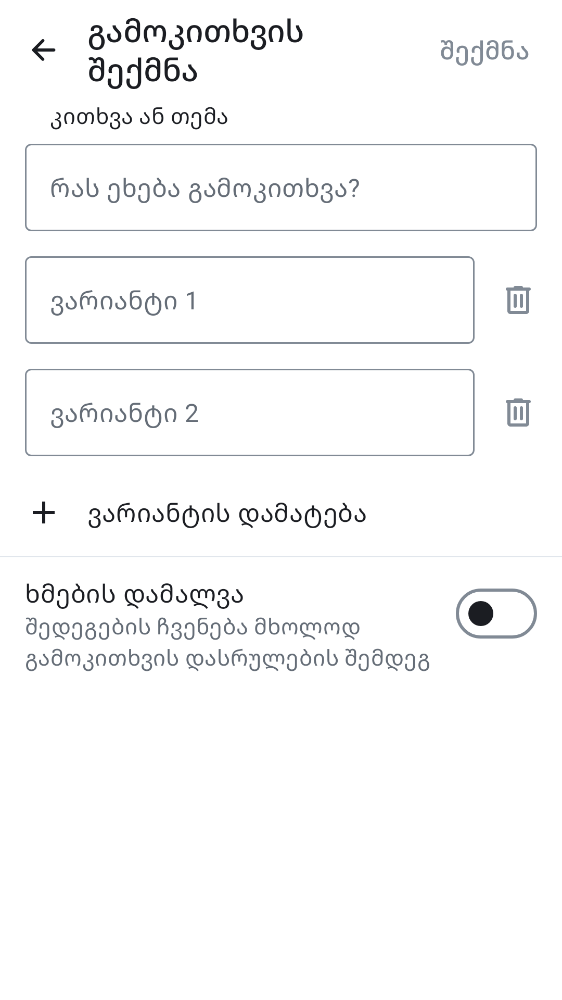 გამოკითხვის
შექმნა
შექმნა
კითხვა ან თემა
რას ეხება გამოკითხვა?
ვარიანტი 1
ვარიანტი 2
ვარიანტის დამატება
ხმების დამალვა
შედეგების ჩვენება მხოლოდ
გამოკითხვის დასრულების შემდეგ